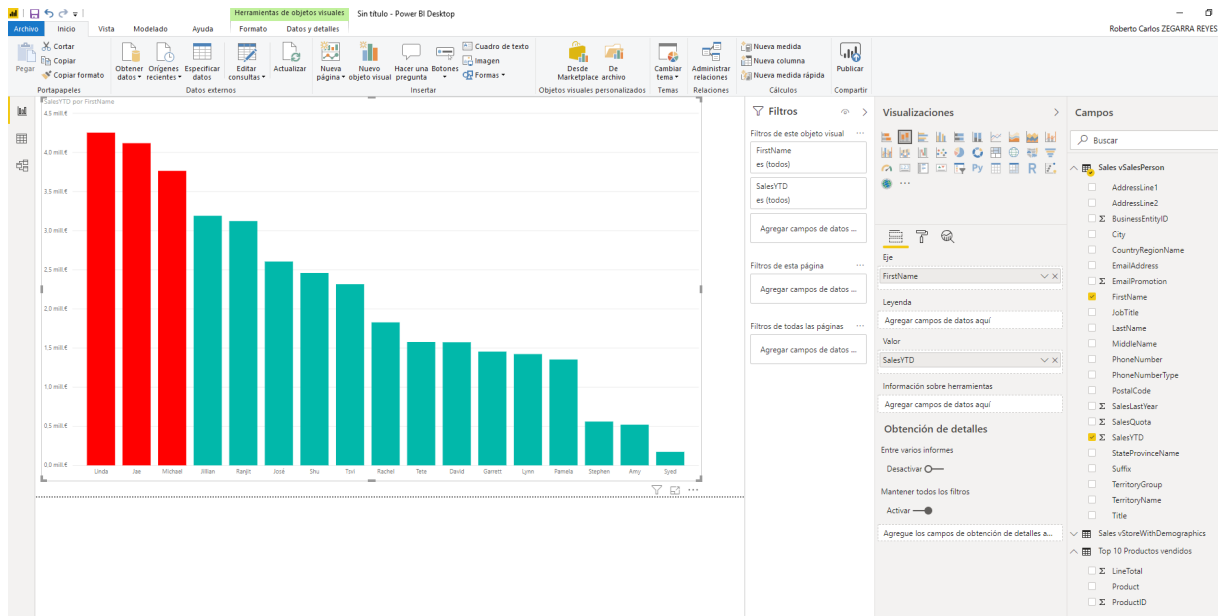 Herramientas de objetos visuales
Sin título - Power BI Desktop
Archivo
Inicio
Vista
Modelado
Ayuda
Formato
Datos y detalles
Roberto Carlos ZEGARRA REYES
Pegar
Cortar
Copiar
Copiar formato
Obtener datos
Orígenes recientes
Especificar datos
Editar consultas
Actualizar
Nueva página
Nuevo objeto visual
Hacer una pregunta
Botones
Cuadro de texto
Imagen
Formas
Desde Marketplace
De archivo
Cambiar tema
Administrar relaciones
Nueva medida
Nueva columna
Nueva medida rápida
Publicar
Portapapeles
Datos externos
Insertar
Objetos visuales personalizados
Temas
Relaciones
Cálculos
Compartir
SalesYTD por FirstName
4,5 mill.€
4,0 mill.€
3,5 mill.€
2,5 mill.€
2,0 mill.€
1,5 mill.€
1,0 mill.€
0,5 mill.€
0,0 mill.€
Linda
Jae
Michael
Jillian
Ranjit
José
Shu
Tsvi
Rachel
Tete
David
Garrett
Lynn
Pamela
Stephen
Amy
Syed
Filtros
Filtros de este objeto visual
FirstName
es (todos)
SalesYTD
es (todos)
Agregar campos de datos ...
Filtros de esta página
Agregar campos de datos ...
Filtros de todas las páginas
Agregar campos de datos ...
Visualizaciones
R
Py
Eje
FirstName
Leyenda
Agregar campos de datos aquí
Valor
SalesYTD
Información sobre herramientas
Agregar campos de datos aquí
Obtención de detalles
Entre varios informes
Desactivar
Mantener todos los filtros
Activar
Agregue los campos de obtención de detalles a...
Campos
Buscar
Sales vSalesPerson
AddressLine1
AddressLine2
Σ BusinessEntityID
City
CountryRegionName
EmailAddress
Σ EmailPromotion
FirstName
JobTitle
LastName
MiddleName
PhoneNumber
PhoneNumberType
PostalCode
Σ SalesLastYear
Σ SalesQuota
Σ SalesYTD
StateProvinceName
Suffix
TerritoryGroup
TerritoryName
Title
Sales vStoreWithDemographics
Top 10 Productos vendidos
Σ LineTotal
Product
Σ ProductID